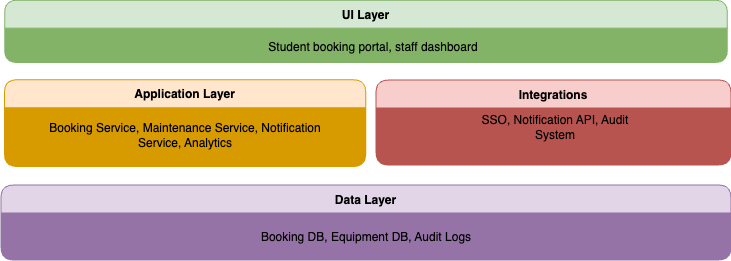 UI Layer
Student booking portal, staff dashboard
Application Layer
Booking Service, Maintenance Service, Notification
Service, Analytics
Integrations
SSO, Notification API, Audit
System
Data Layer
Booking DB, Equipment DB, Audit Logs